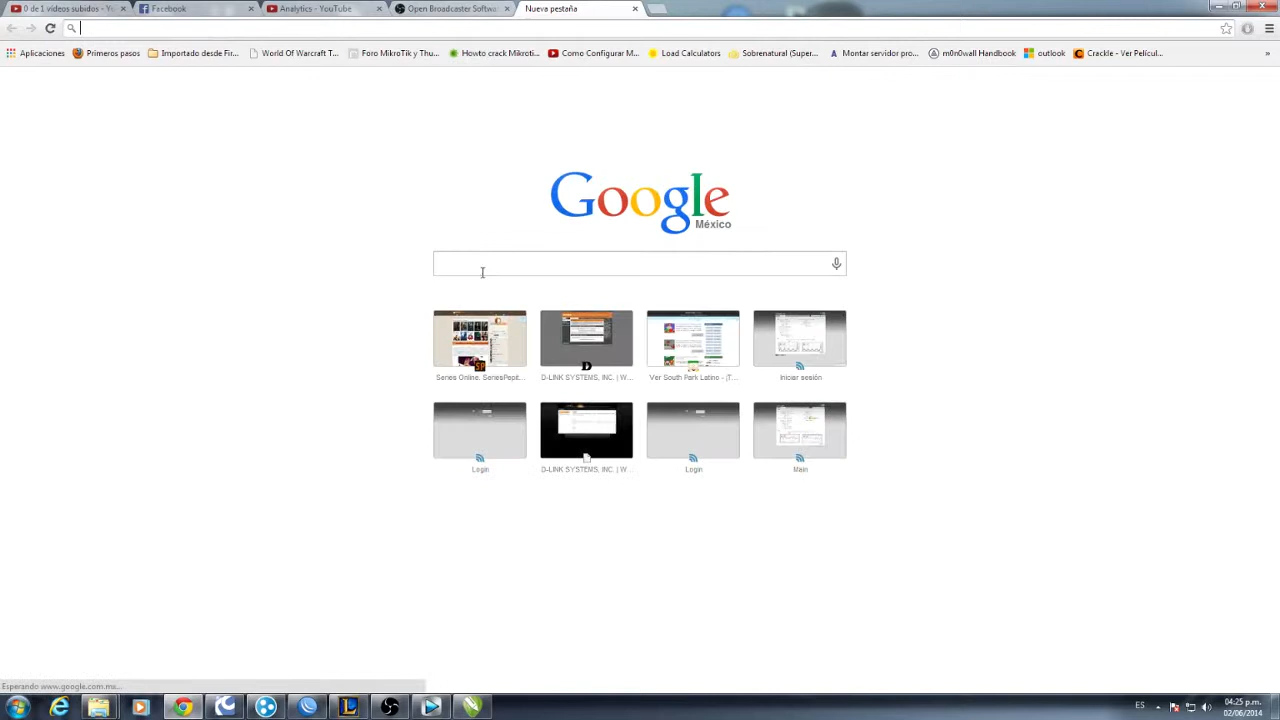 0 de 1 videos subidos - Yo
Facebook
Analytics - YouTube
Open Broadcaster Softwa
Nueva pestaña
Aplicaciones
Primeros pasos
Importado desde Fir...
World Of Warcraft T...
Foro MikroTik y Thu...
Howto crack Mikroti...
Como Configurar M...
Load Calculators
Sobrenatural (Super...
Montar servidor pro...
m0n0wall Handbook
outlook
Crackle - Ver Películ...
»
Google
México
Series Online. SeriesPepit...
D-LINK SYSTEMS, INC. | W...
Ver South Park Latino - ¡T...
Iniciar sesión
Login
D-LINK SYSTEMS, INC. | W...
Login
Main
Esperando www.google.com.mx...
ES
04:25 p.m.
02/06/2014